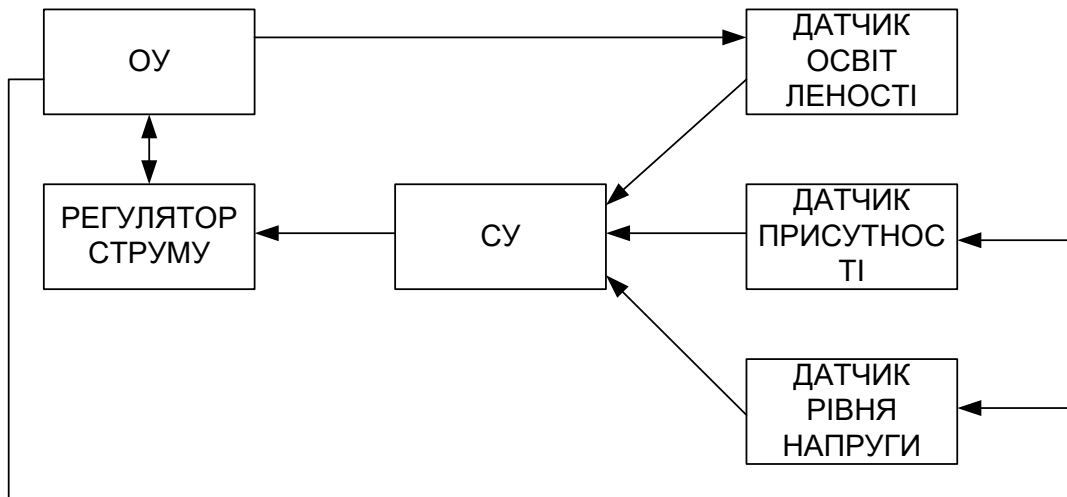 ОУ
ДАТЧИК
ОСВІТ
ЛЕНОСТІ
РЕГУЛЯТОР
СТРУМУ
СУ
ДАТЧИК
ПРИСУТНОС
ТІ
ДАТЧИК
РІВНЯ
НАПРУГИ